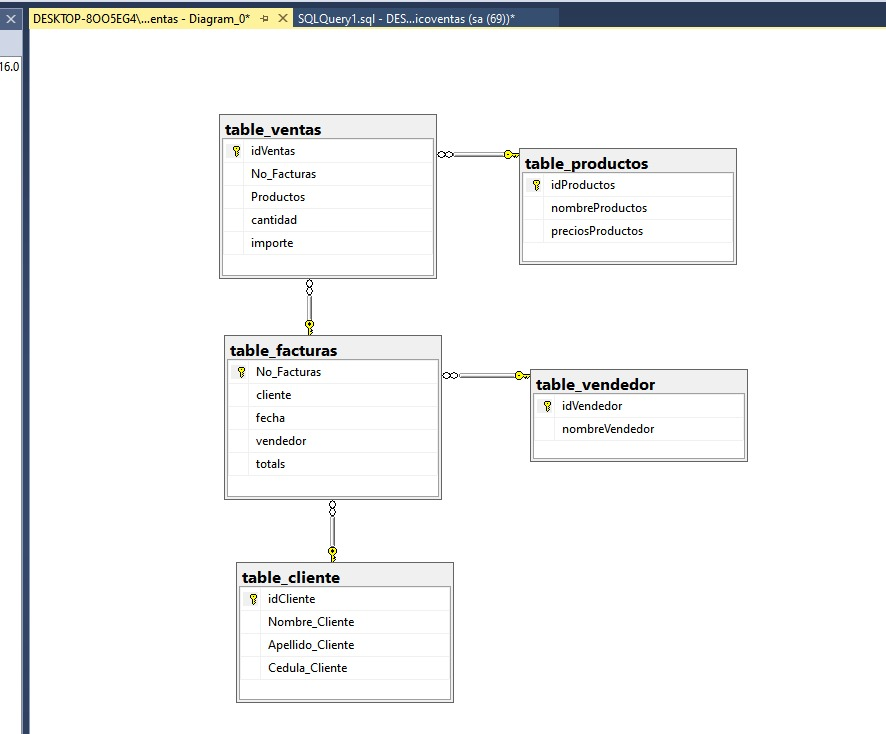 DESKTOP-8OO5EG4\...entas - Diagram_0*
SQLQuery1.sql - DES...icoventas (sa (69))*
16.0
table_ventas
idVentas
No_Facturas
Productos
cantidad
importe
table_productos
idProductos
nombreProductos
preciosProductos
table_facturas
No_Facturas
cliente
fecha
vendedor
totals
table_vendedor
idVendedor
nombreVendedor
table_cliente
idCliente
Nombre_Cliente
Apellido_Cliente
Cedula_Cliente